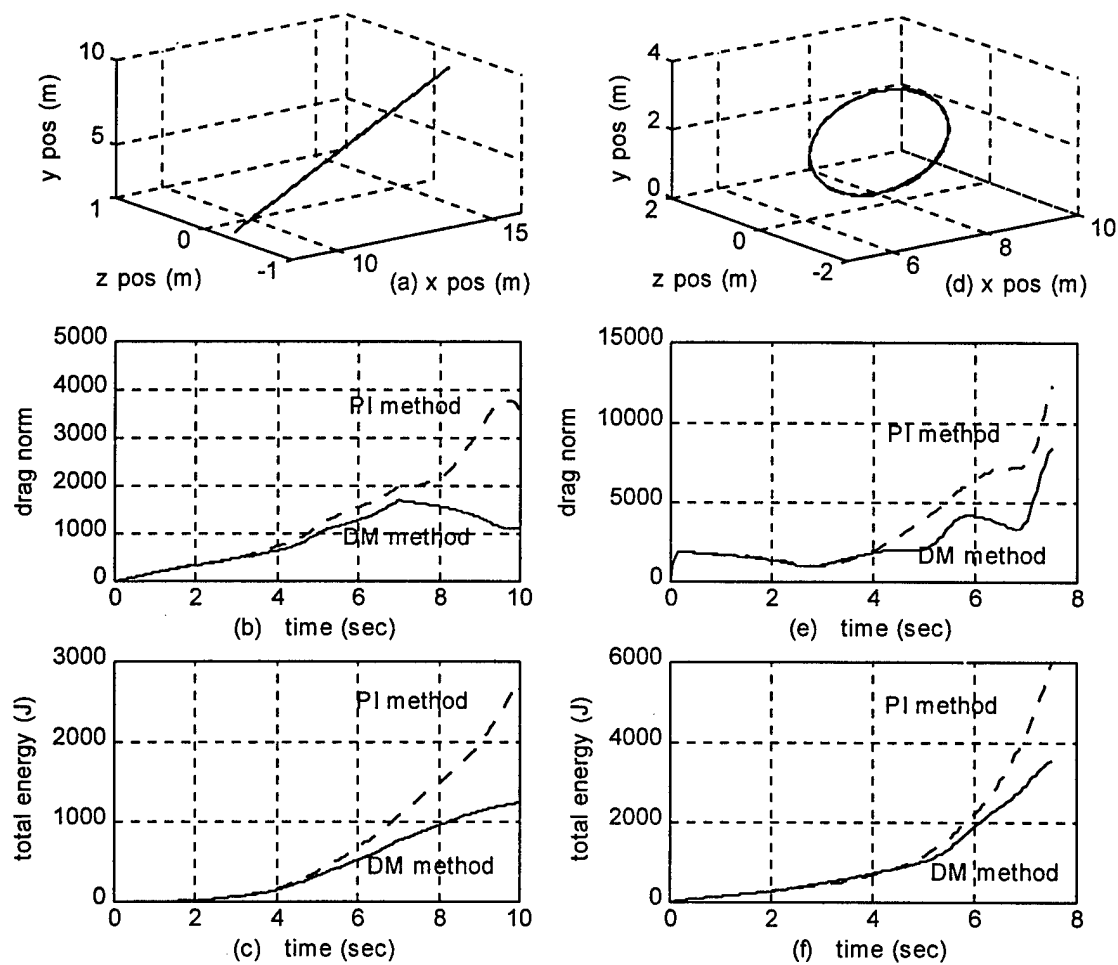 10
5
1
0
-1
10
15
y pos (m)
z pos (m)
(a) x pos (m)
4
2
0
2
0
-2
6
8
10
y pos (m)
z pos (m)
(d) x pos (m)
5000
4000
3000
2000
1000
0
drag norm
PI method
DM method
0 2 4 6 8 10
(b) time (sec)
15000
10000
5000
0
drag norm
PI method
DM method
0 2 4 6 8
(e) time (sec)
3000
2000
1000
0
total energy (J)
PI method
DM method
0 2 4 6 8 10
(c) time (sec)
6000
4000
2000
0
total energy (J)
PI method
DM method
0 2 4 6 8
(f) time (sec)